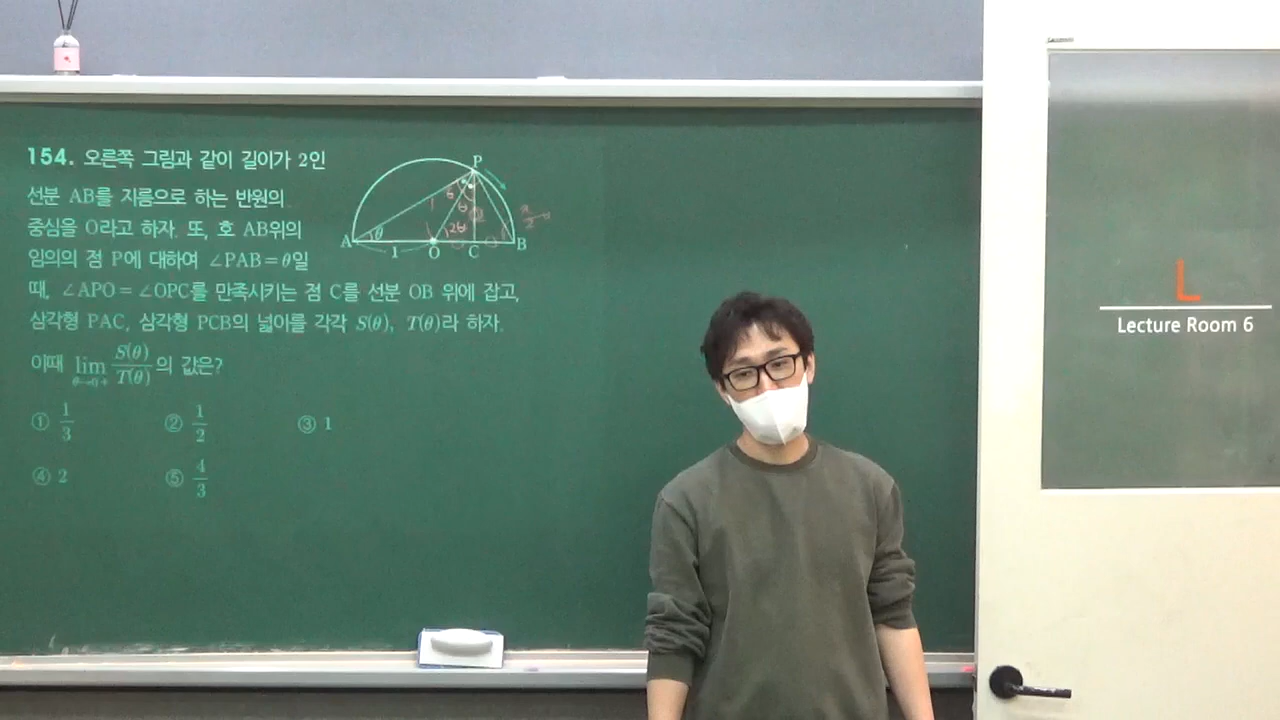 154. 오른쪽 그림과 같이 길이가 2인
선분 AB를 지름으로 하는 반원의
중심을 O라고 하자. 또, 호 AB위의
임의의 점 P에 대하여 ∠PAB=θ일
때, ∠APO=∠OPC를 만족시키는 점 C를 선분 OB 위에 잡고,
삼각형 PAC, 삼각형 PCB의 넓이를 각각 S(θ), T(θ)라 하자.
이때 lim θ→0+ S(θ)/T(θ) 의 값은?
① 1/3 ② 1/2 ③ 1
④ 2 ⑤ 4/3
P
θ
θ
1
2θ
π/2-θ
A θ O C B
1
L
Lecture Room 6